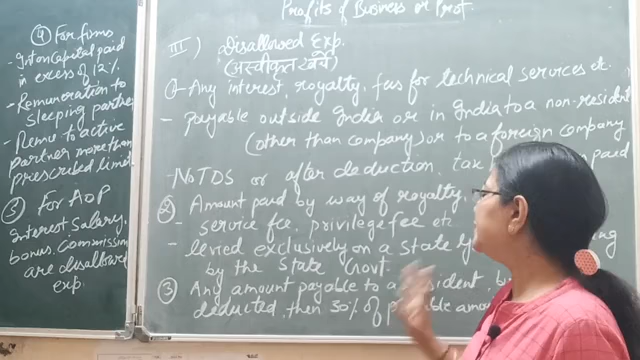 ④ For firms
- Int on Capital paid
in excess of 12%.
- Remuneration to
Sleeping partner
- Remu to active
partner more than
prescribed limit
⑤ For AOP
Interest Salary,
bonus, Commission
are disallowed
exp.
Profits of Business or Prof.
III) Disallowed Exp.
(अस्वीकृत खर्चे)
① - Any interest, royalty, fees for technical services etc.
- payable outside India or in India to a non-resident
(other than company) or to a foreign company
- No TDS or after deduction, tax paid
② Amount paid by way of royalty,
- service fee, privilege fee etc
- levied exclusively on a State
by the State Govt.
③ Any amount payable to a resident,
deducted, then 30% of amou